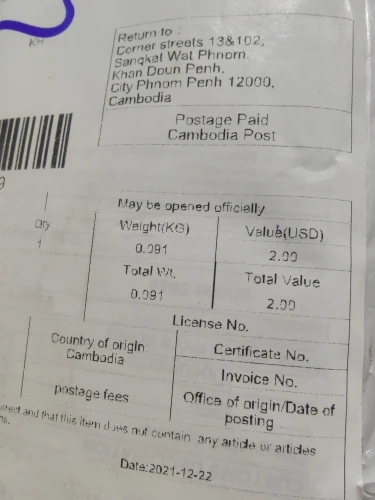 KH
Return to :
Corner streets 13&102,
Sangkat Wat Phnom,
Khan Doun Penh,
City Phnom Penh 12000,
Cambodia
Postage Paid
Cambodia Post
9
May be opened officially
Qty Weight(KG) Value(USD)
1 0.091 2.00
Total Wt. Total Value
0.091 2.00
License No.
Country of origin: Certificate No.
Cambodia
Invoice No.
postage fees Office of origin/Date of
posting
and that this item does not contain any article or articles
Date:2021-12-22